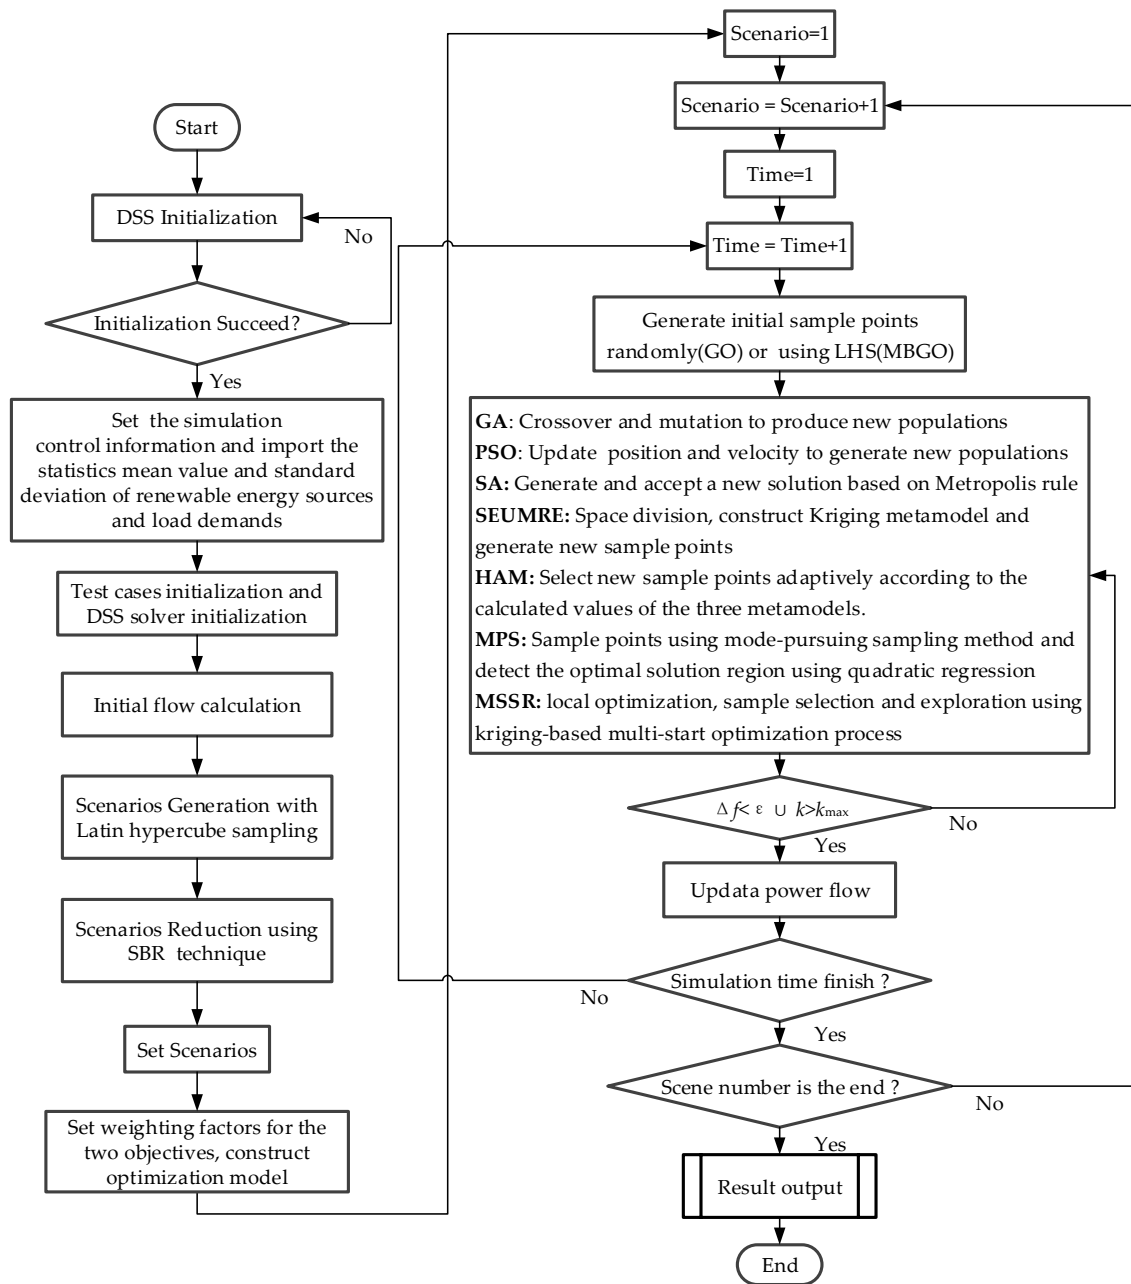 Start
DSS Initialization
No
Initialization Succeed?
Yes
Set the simulation
control information and import the
statistics mean value and standard
deviation of renewable energy sources
and load demands
Test cases initialization and
DSS solver initialization
Initial flow calculation
Scenarios Generation with
Latin hypercube sampling
Scenarios Reduction using
SBR technique
Set Scenarios
Set weighting factors for the
two objectives, construct
optimization model
Scenario=1
Scenario = Scenario+1
Time=1
Time = Time+1
Generate initial sample points
randomly(GO) or using LHS(MBGO)
GA: Crossover and mutation to produce new populations
PSO: Update position and velocity to generate new populations
SA: Generate and accept a new solution based on Metropolis rule
SEUMRE: Space division, construct Kriging metamodel and
generate new sample points
HAM: Select new sample points adaptively according to the
calculated values of the three metamodels.
MPS: Sample points using mode-pursuing sampling method and
detect the optimal solution region using quadratic regression
MSSR: local optimization, sample selection and exploration using
kriging-based multi-start optimization process
Δf< ε ∪ k>kmax
No
Yes
Updata power flow
Simulation time finish ?
No
Yes
Scene number is the end ?
No
Yes
Result output
End